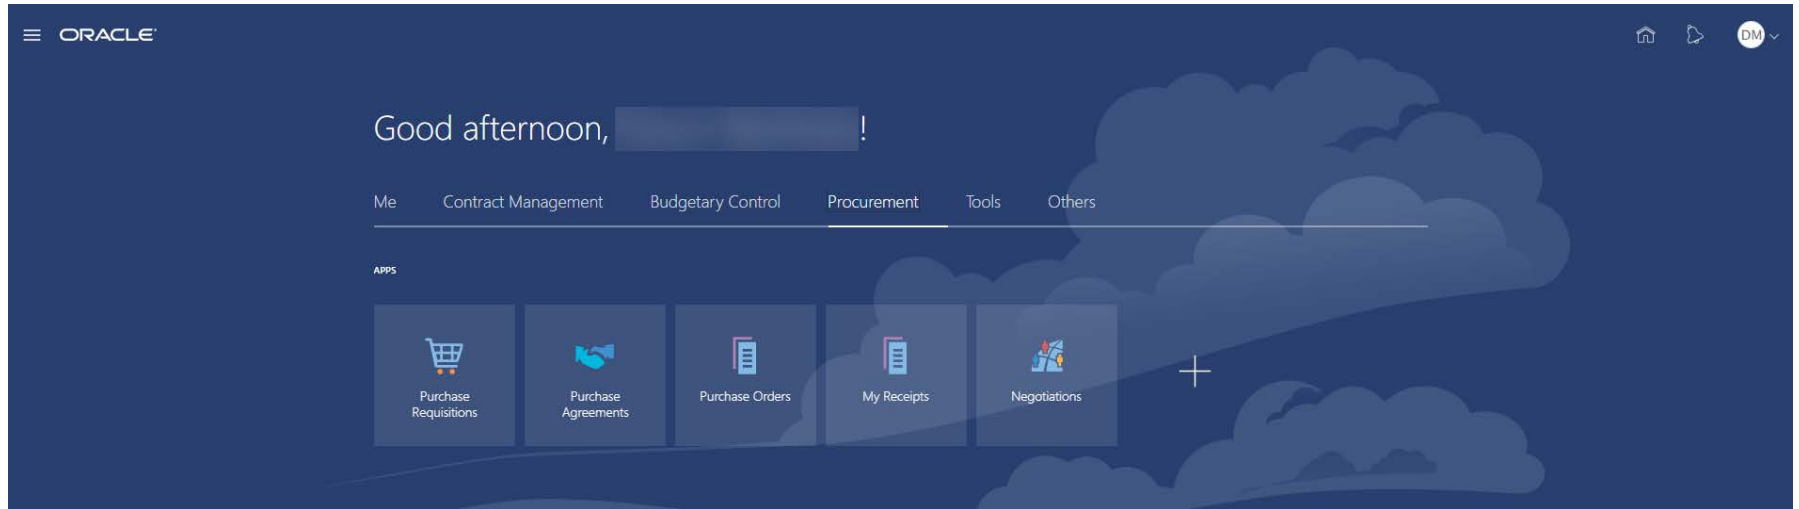 ORACLE
DM
Good afternoon, !
Me Contract Management Budgetary Control Procurement Tools Others
APPS
Purchase
Requisitions
Purchase
Agreements
Purchase Orders
My Receipts
Negotiations